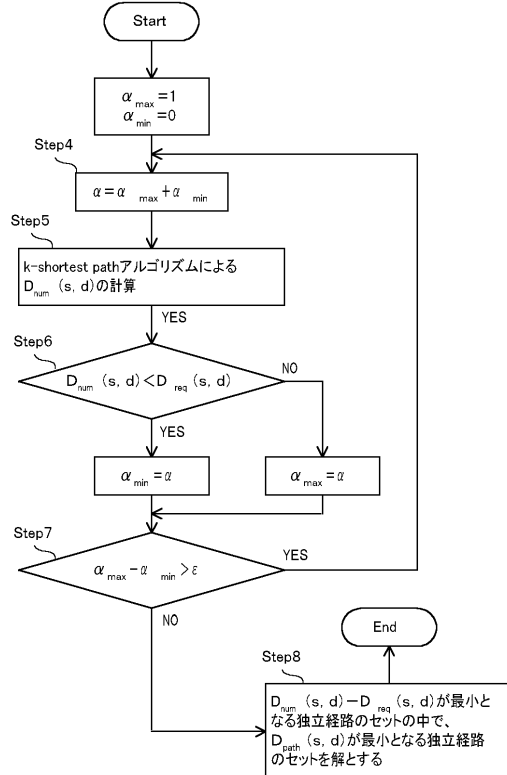 Start
α max =1
α min =0
Step4
α=α max+α min
Step5
k-shortest pathアルゴリズムによる
Dnum (s, d)の計算
YES
Step6
Dnum (s, d)<D req (s, d)
NO
YES
α min =α
α max =α
Step7
α max-α min>ε
YES
NO
End
Step8
Dnum (s, d)-D req (s, d)が最小と
なる独立経路のセットの中で、
Dpath (s, d)が最小となる独立経路
のセットを解とする